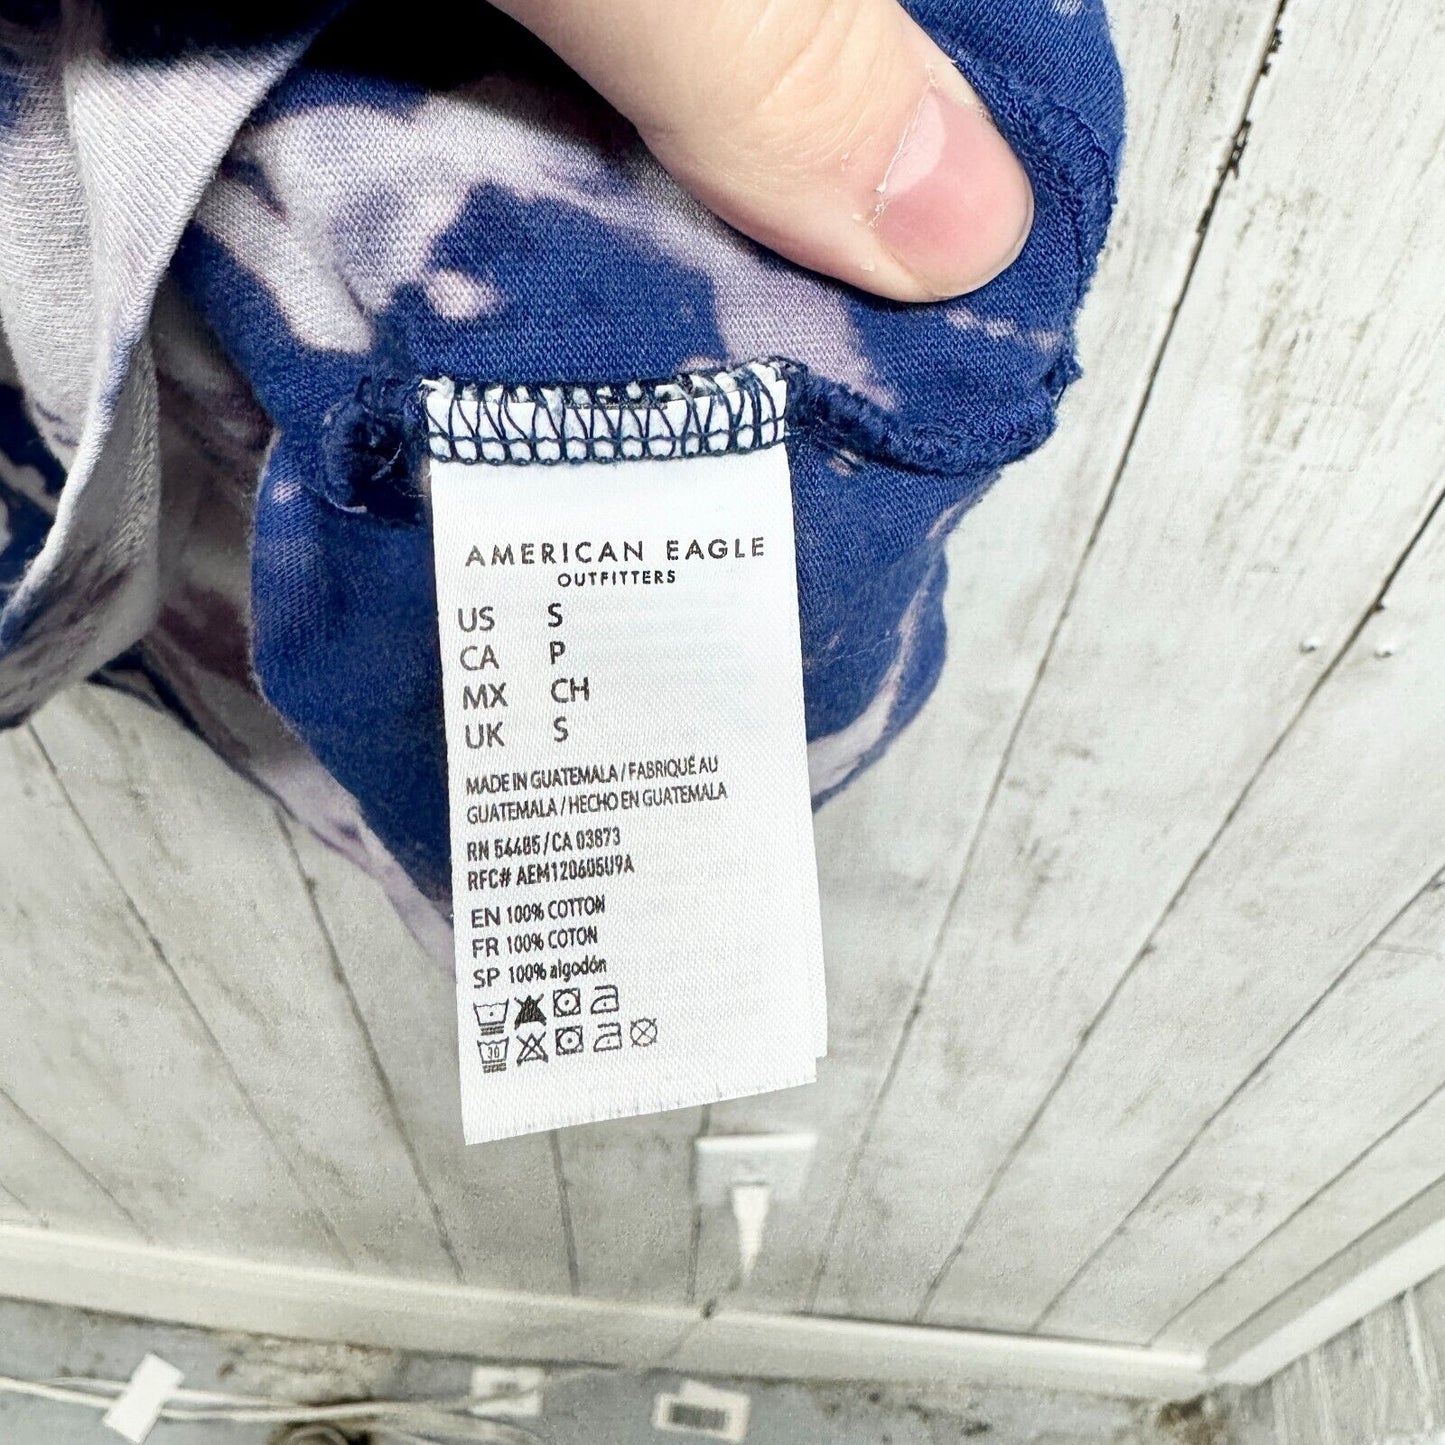 AMERICAN EAGLE
OUTFITTERS
US S
CA P
MX CH
UK S
MADE IN GUATEMALA / FABRIQUÉ AU
GUATEMALA / HECHO EN GUATEMALA
RN 54485 / CA 03873
RFC# AEM120605U9A
EN 100% COTTON
FR 100% COTON
SP 100% algodón
30